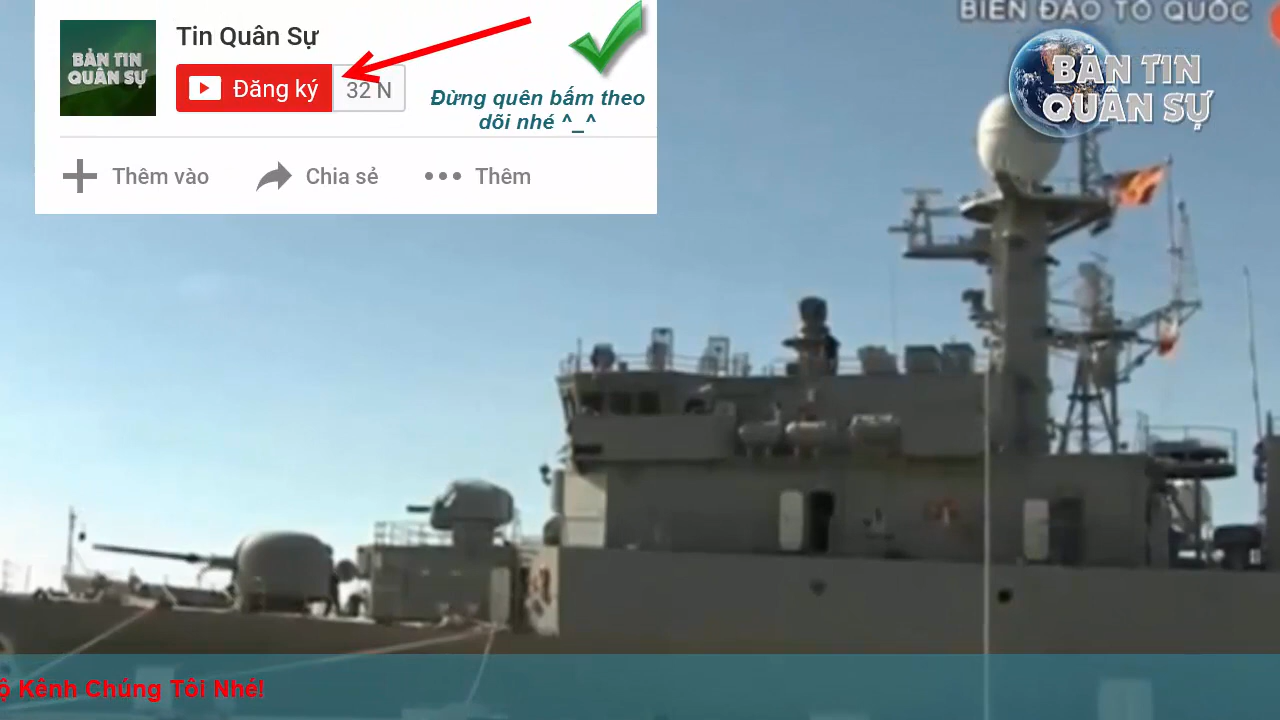 BIỂN ĐẢO TỔ QUỐC
BẢN TIN
QUÂN SỰ
Tin Quân Sự
Đăng ký
32 N
BẢN TIN
QUÂN SỰ
Đừng quên bấm theo
dõi nhé ^_^
Thêm vào
Chia sẻ
Thêm
ộ Kênh Chúng Tôi Nhé!